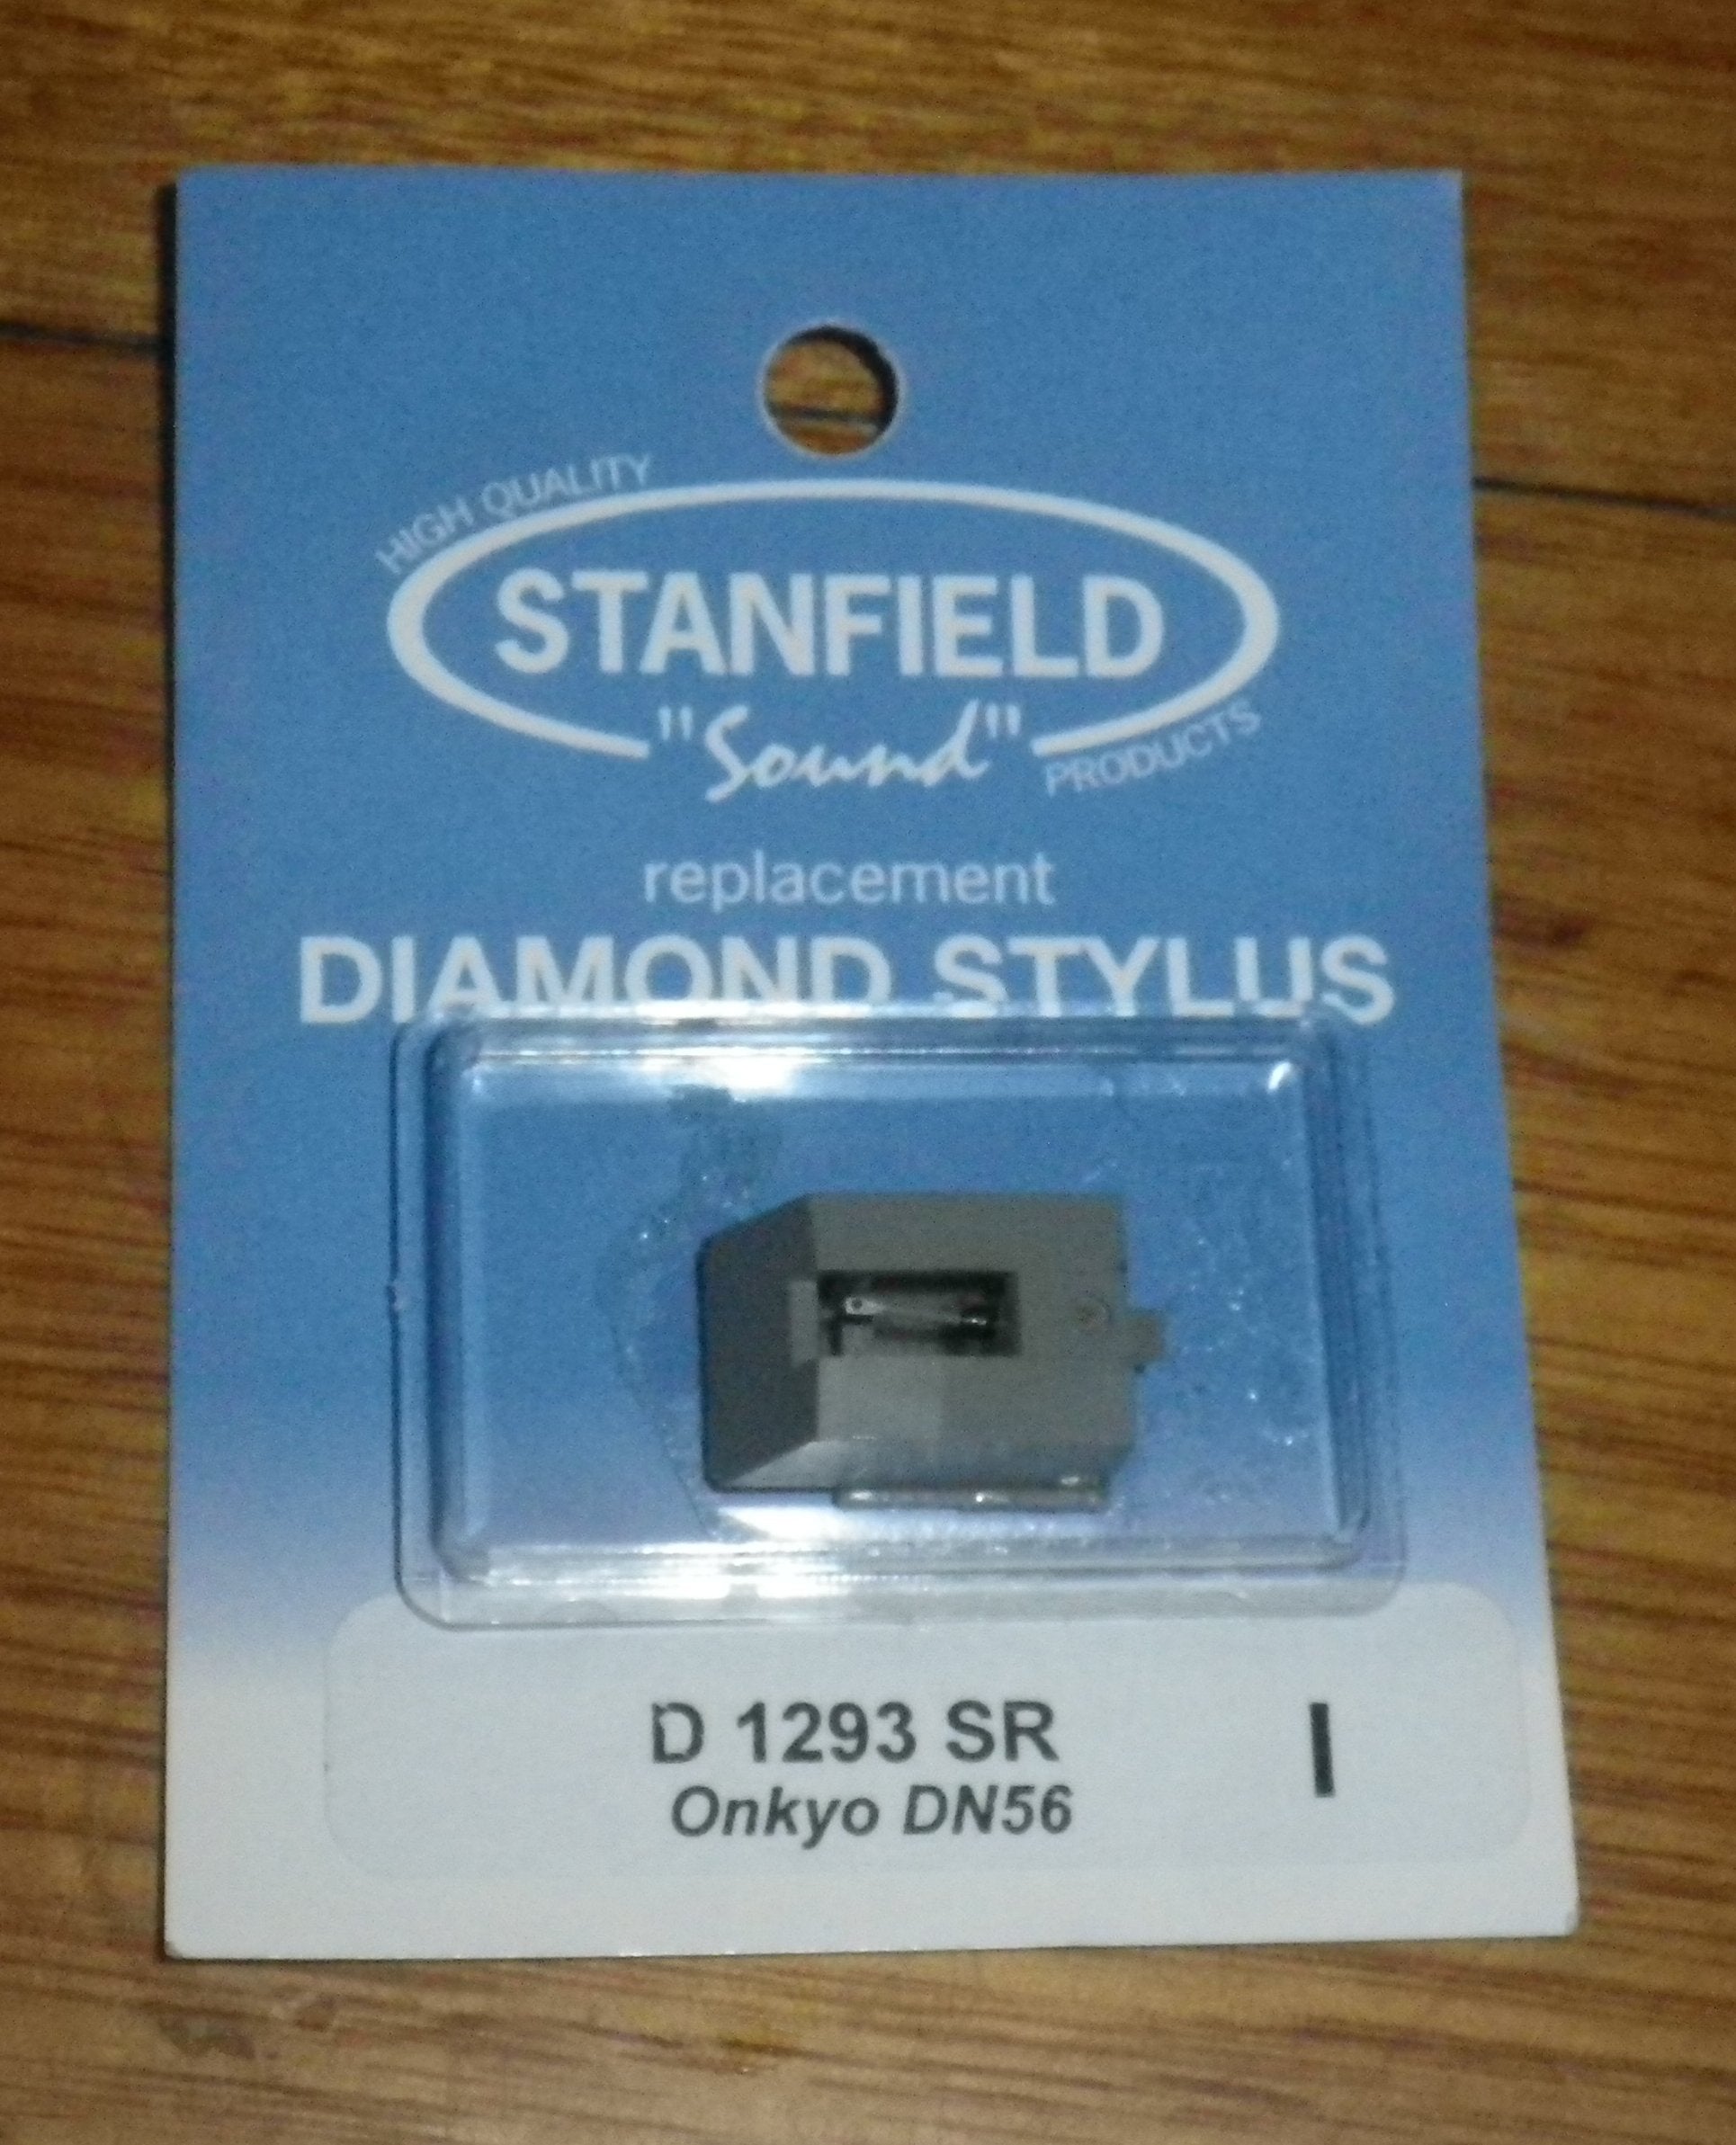 HIGH QUALITY
STANFIELD
"Sound"
PRODUCTS
replacement
DIAMOND STYLUS
D 1293 SR
Onkyo DN56
I